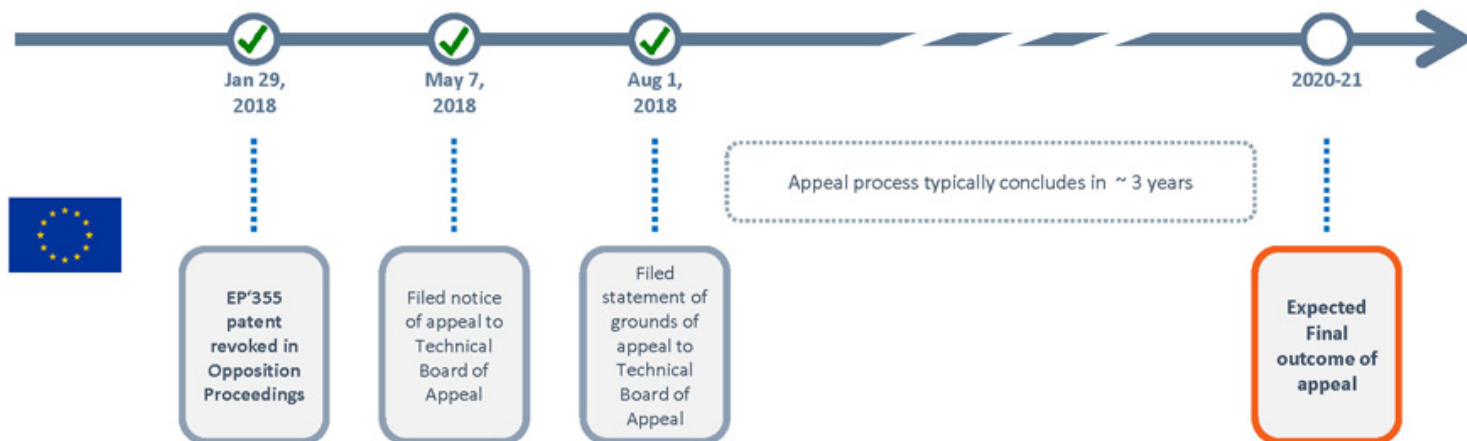 Jan 29,
2018
May 7,
2018
Aug 1,
2018
2020-21
Appeal process typically concludes in ~ 3 years
EP'355
patent
revoked in
Opposition
Proceedings
Filed notice
of appeal to
Technical
Board of
Appeal
Filed
statement of
grounds of
appeal to
Technical
Board of
Appeal
Expected
Final
outcome of
appeal